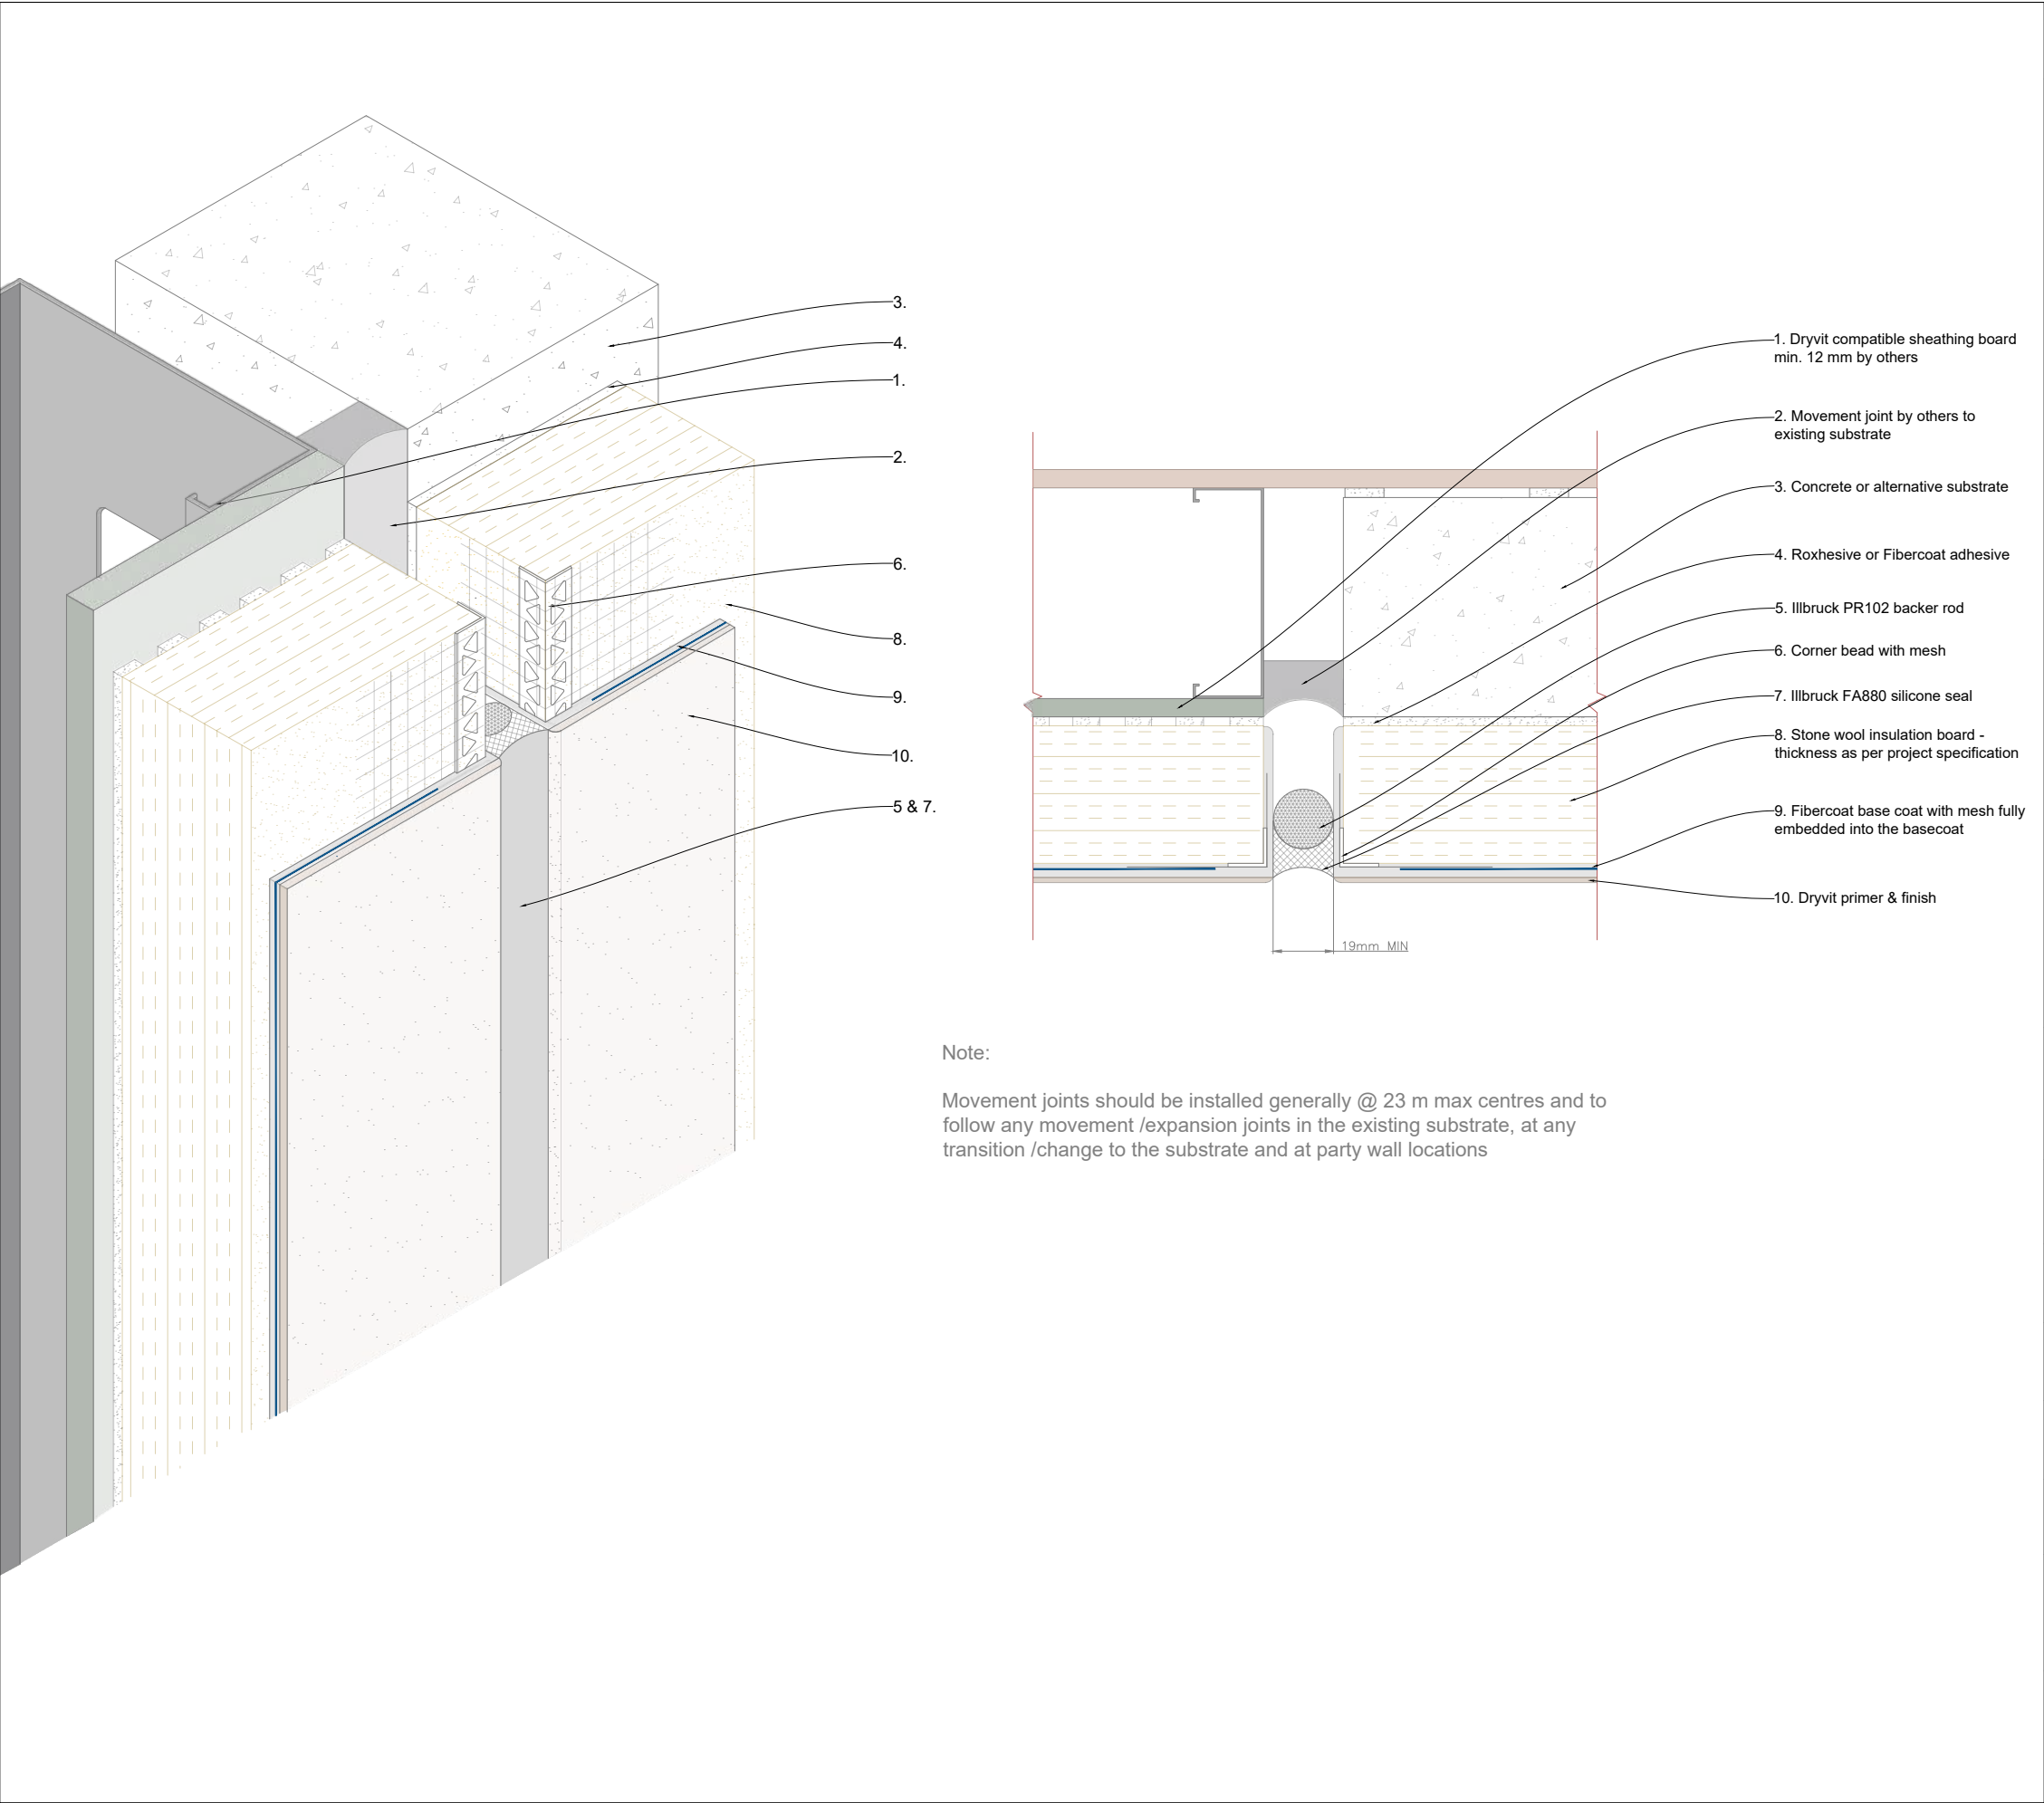 3.
4.
1.
2.
6.
8.
9.
10.
5 & 7.
1. Dryvit compatible sheathing board
min. 12 mm by others
2. Movement joint by others to
existing substrate
3. Concrete or alternative substrate
4. Roxhesive or Fibercoat adhesive
5. Illbruck PR102 backer rod
6. Corner bead with mesh
7. Illbruck FA880 silicone seal
8. Stone wool insulation board -
thickness as per project specification
9. Fibercoat base coat with mesh fully
embedded into the basecoat
10. Dryvit primer & finish
19mm MIN
Note:
Movement joints should be installed generally @ 23 m max centres and to
follow any movement /expansion joints in the existing substrate, at any
transition /change to the substrate and at party wall locations